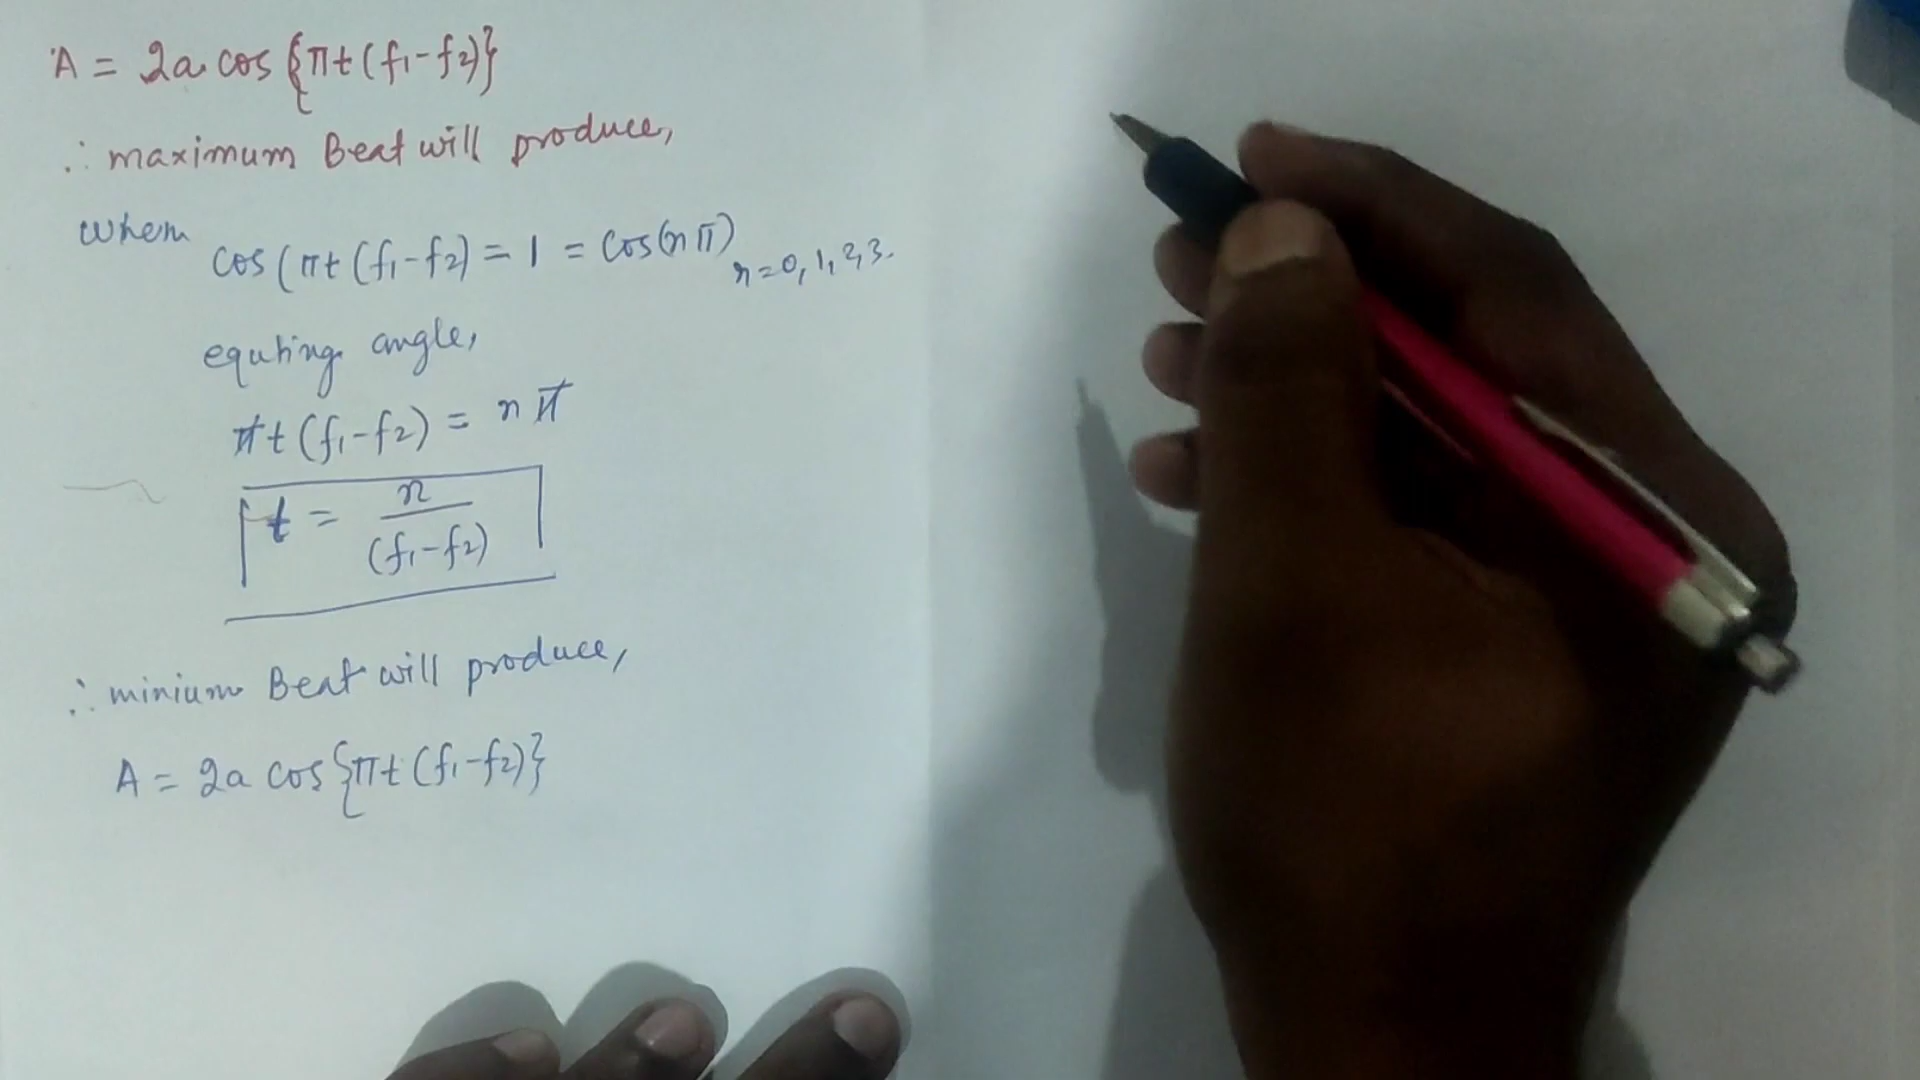 A = 2a cos {πt (f1-f2)}
∴ maximum Beat will produce,
when
cos (πt (f1-f2) = 1 = cos(nπ) n=0, 1, 2, 3.
equting angle,
πt (f1-f2) = nπ
t = n/(f1-f2)
∴ minium Beat will produce,
A = 2a cos {πt (f1-f2)}